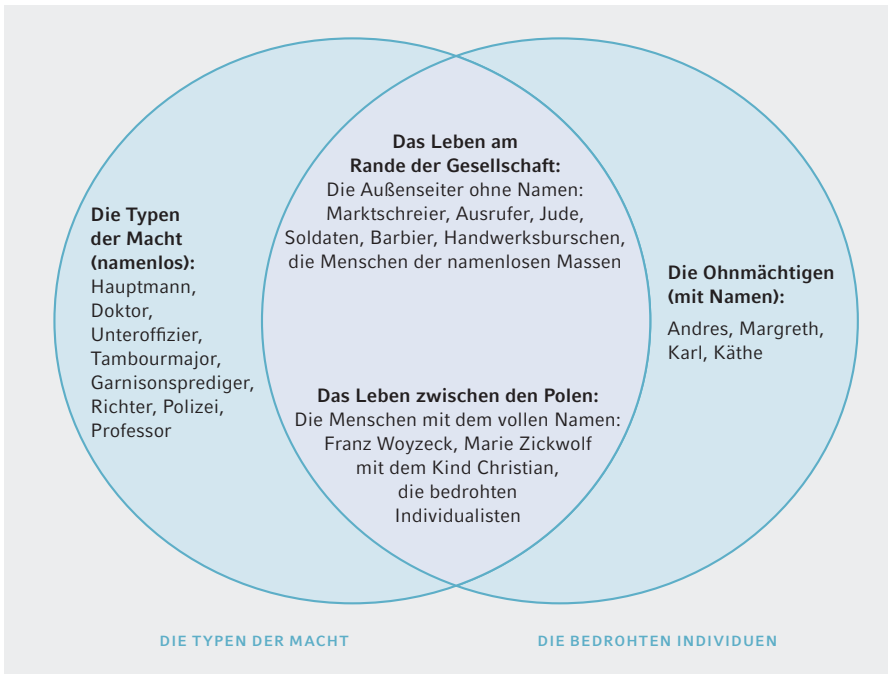 Die Typen
der Macht
(namenlos):
Hauptmann,
Doktor,
Unteroffizier,
Tambourmajor,
Garnisonsprediger,
Richter, Polizei,
Professor
Das Leben am
Rande der Gesellschaft:
Die Außenseiter ohne Namen:
Marktschreier, Ausrufer, Jude,
Soldaten, Barbier, Handwerksburschen,
die Menschen der namenlosen Massen
Das Leben zwischen den Polen:
Die Menschen mit dem vollen Namen:
Franz Woyzeck, Marie Zickwolf
mit dem Kind Christian,
die bedrohten
Individualisten
Die Ohnmächtigen
(mit Namen):
Andres, Margreth,
Karl, Käthe
DIE TYPEN DER MACHT
DIE BEDROHTEN INDIVIDUEN